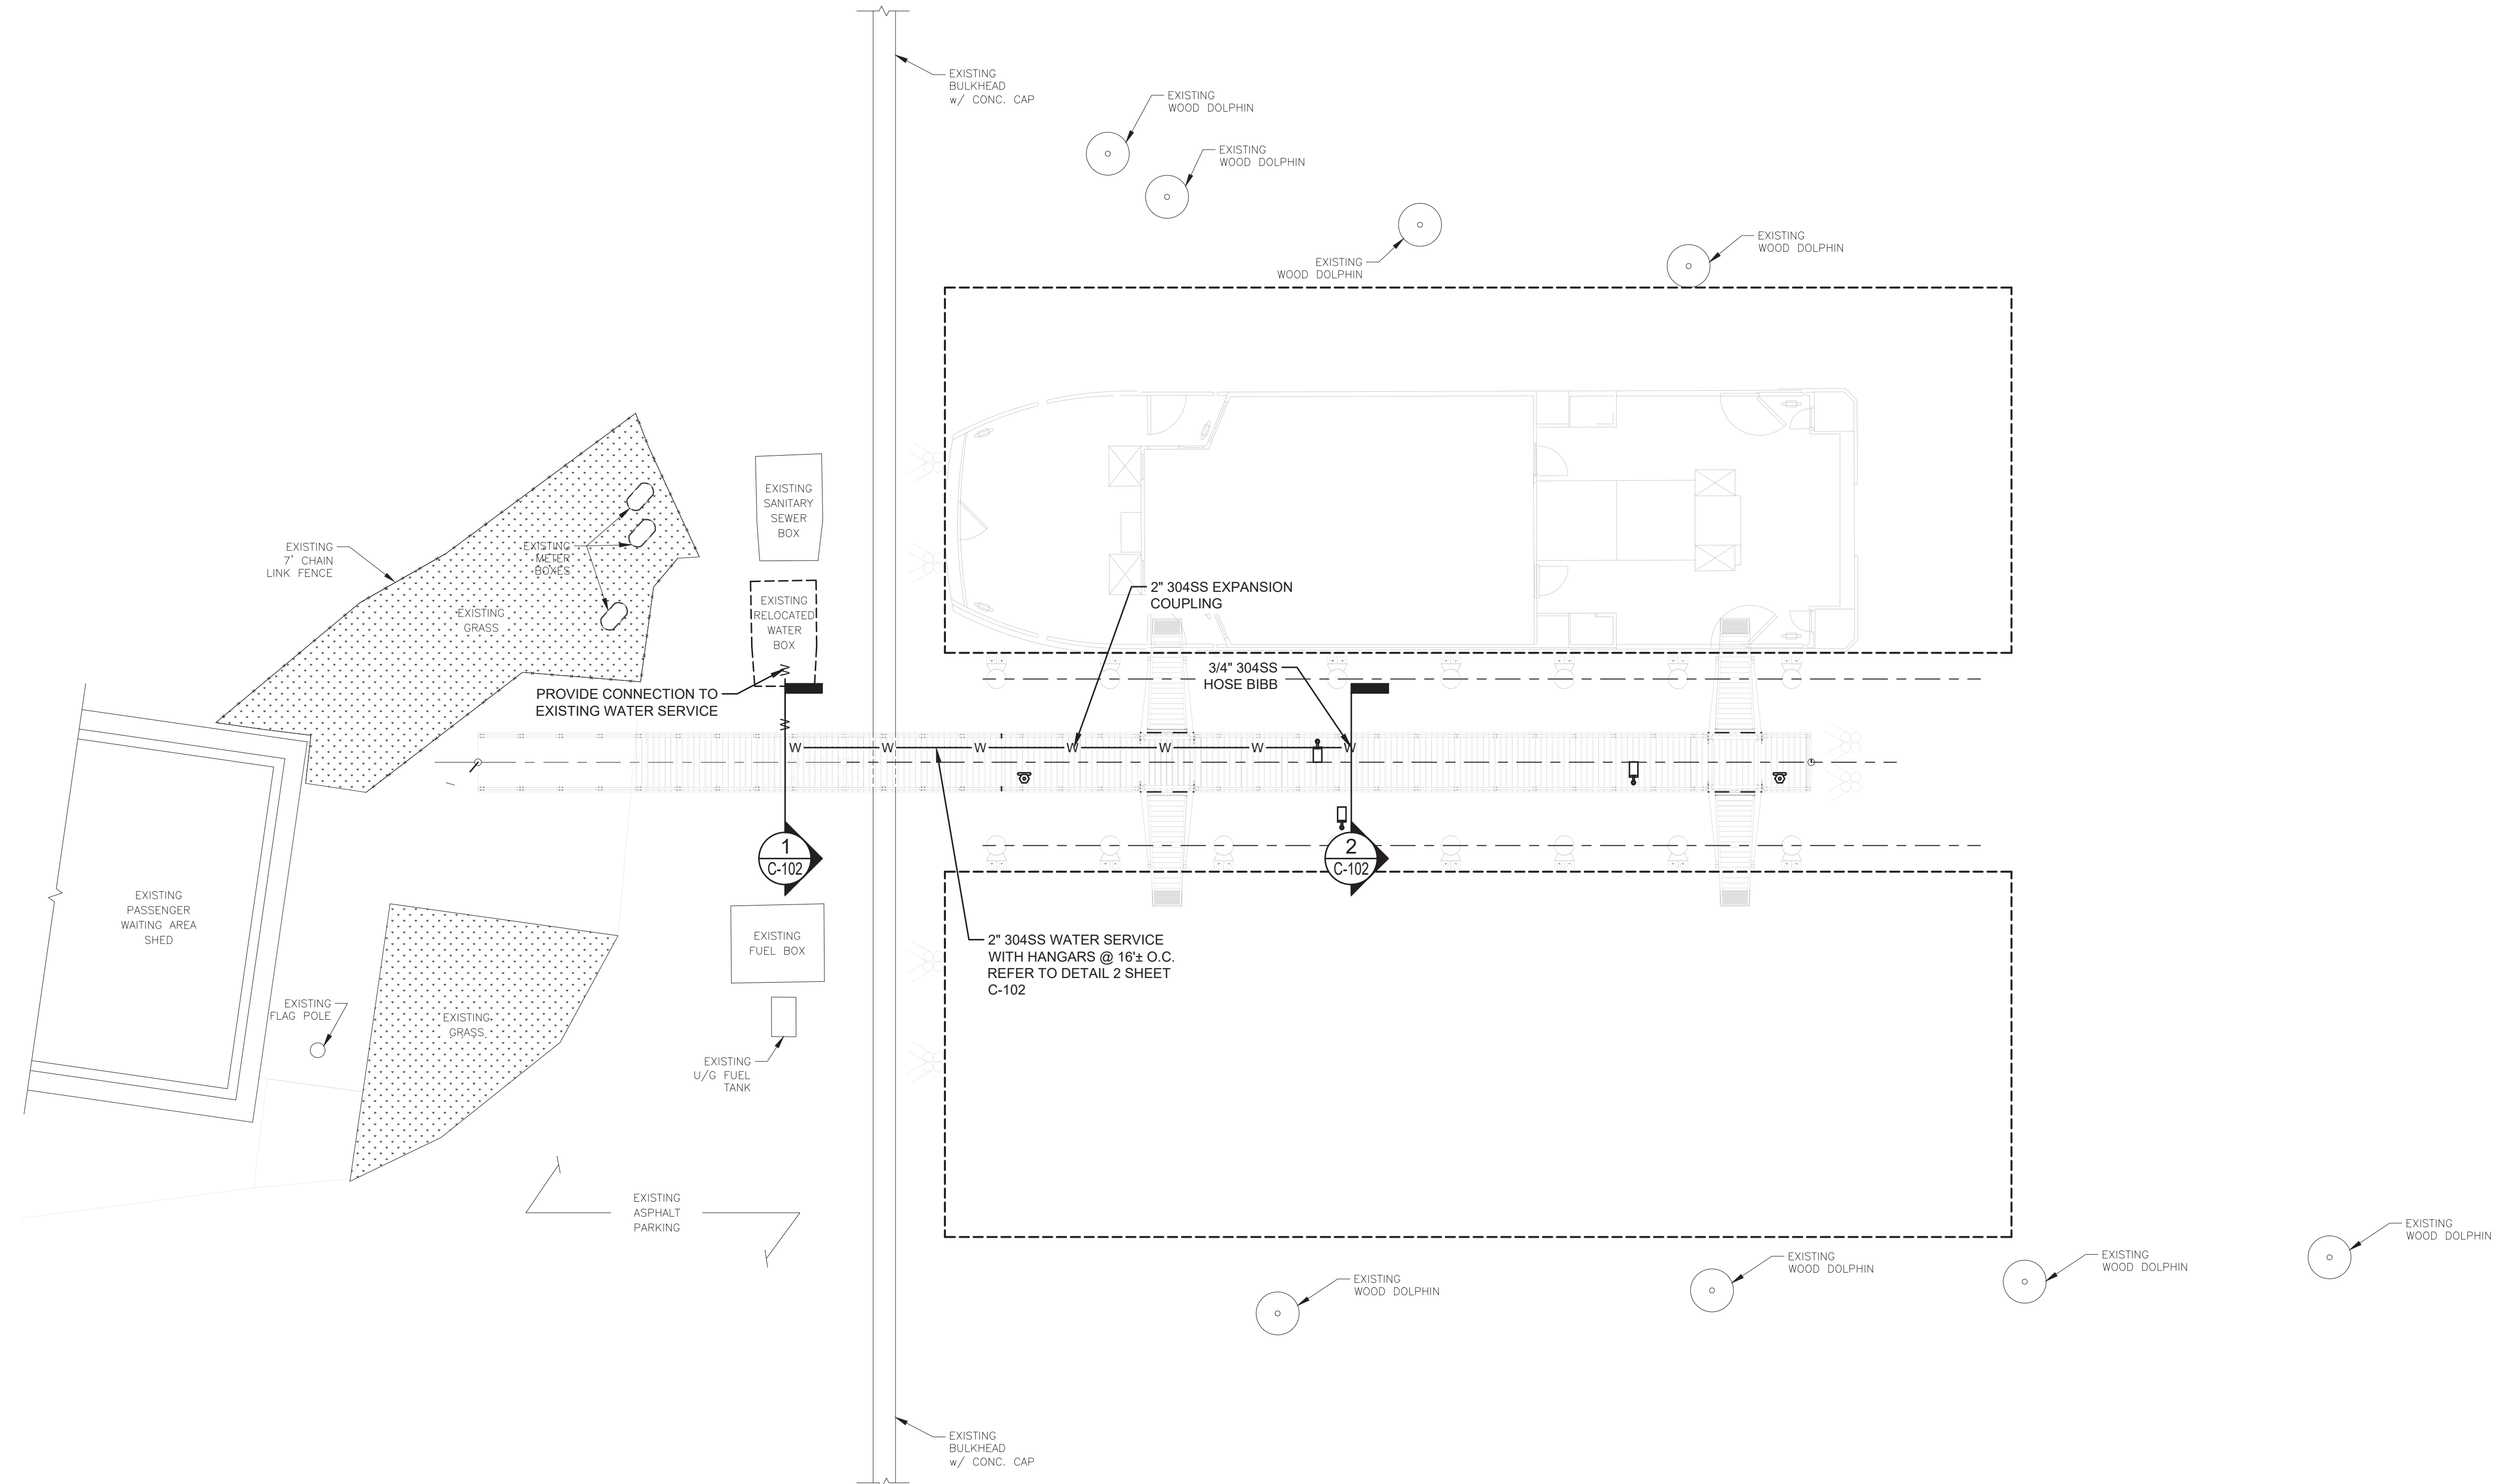 EXISTING
BULKHEAD
w/ CONC. CAP
EXISTING
WOOD DOLPHIN
EXISTING
WOOD DOLPHIN
EXISTING
WOOD DOLPHIN
EXISTING
WOOD DOLPHIN
EXISTING
SANITARY
SEWER
BOX
EXISTING
7' CHAIN
LINK FENCE
EXISTING
METER
BOXES
EXISTING
GRASS
EXISTING
RELOCATED
WATER
BOX
2" 304SS EXPANSION
COUPLING
3/4" 304SS
HOSE BIBB
PROVIDE CONNECTION TO
EXISTING WATER SERVICE
W W W W W W W
1
C-102
2
C-102
EXISTING
PASSENGER
WAITING AREA
SHED
EXISTING
FUEL BOX
2" 304SS WATER SERVICE
WITH HANGARS @ 16'± O.C.
REFER TO DETAIL 2 SHEET
C-102
EXISTING
FLAG POLE
EXISTING
GRASS
EXISTING
U/G FUEL
TANK
EXISTING
ASPHALT
PARKING
EXISTING
WOOD DOLPHIN
EXISTING
WOOD DOLPHIN
EXISTING
WOOD DOLPHIN
EXISTING
WOOD DOLPHIN
EXISTING
BULKHEAD
w/ CONC. CAP